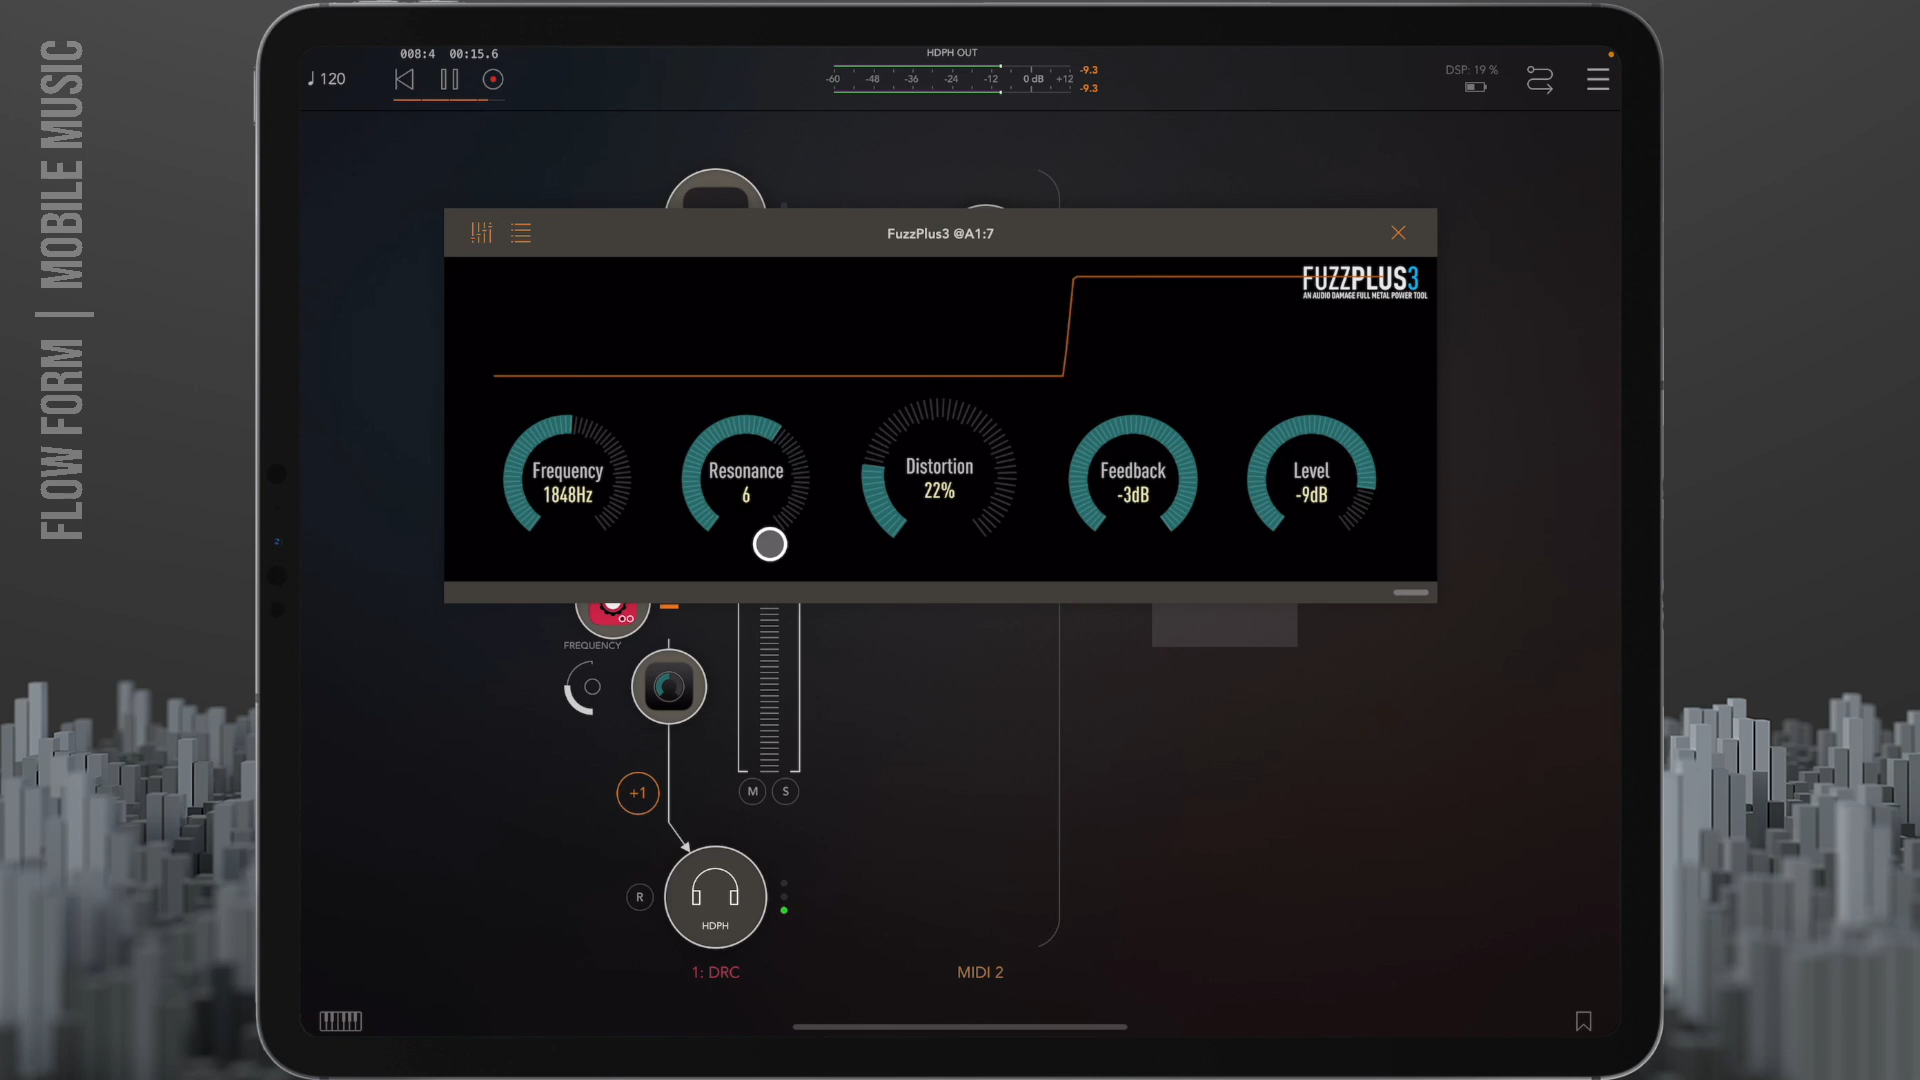 FLOW FORM | MOBILE MUSIC
008:4 00:15.6
120
HDPH OUT
-60 -48 -36 -24 -12 0 dB +12
-9.3
-9.3
DSP: 19 %
FuzzPlus3 @A1:7
FUZZPLUS3
AN AUDIO DAMAGE FULL METAL POWER TOOL
Frequency
1848Hz
Resonance
6
Distortion
22%
Feedback
-3dB
Level
-9dB
FREQUENCY
+1
M S
R
HDPH
1: DRC
MIDI 2